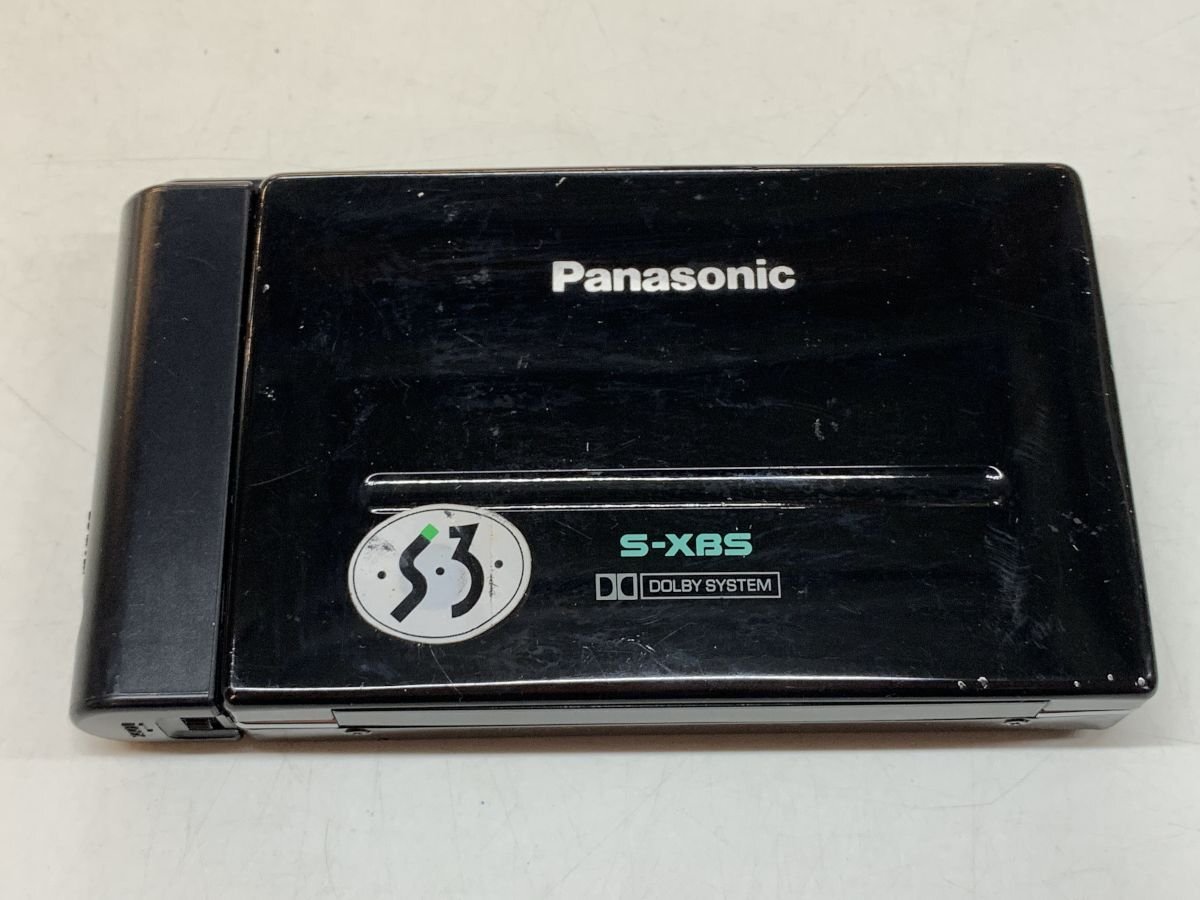 Panasonic
S-XBS
S3
DOLBY SYSTEM